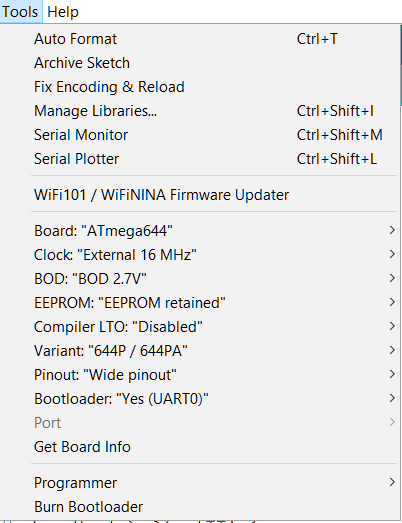 Tools Help
Auto Format Ctrl+T
Archive Sketch
Fix Encoding & Reload
Manage Libraries... Ctrl+Shift+I
Serial Monitor Ctrl+Shift+M
Serial Plotter Ctrl+Shift+L
WiFi101 / WiFiNINA Firmware Updater
Board: "ATmega644"
Clock: "External 16 MHz"
BOD: "BOD 2.7V"
EEPROM: "EEPROM retained"
Compiler LTO: "Disabled"
Variant: "644P / 644PA"
Pinout: "Wide pinout"
Bootloader: "Yes (UART0)"
Port
Get Board Info
Programmer
Burn Bootloader